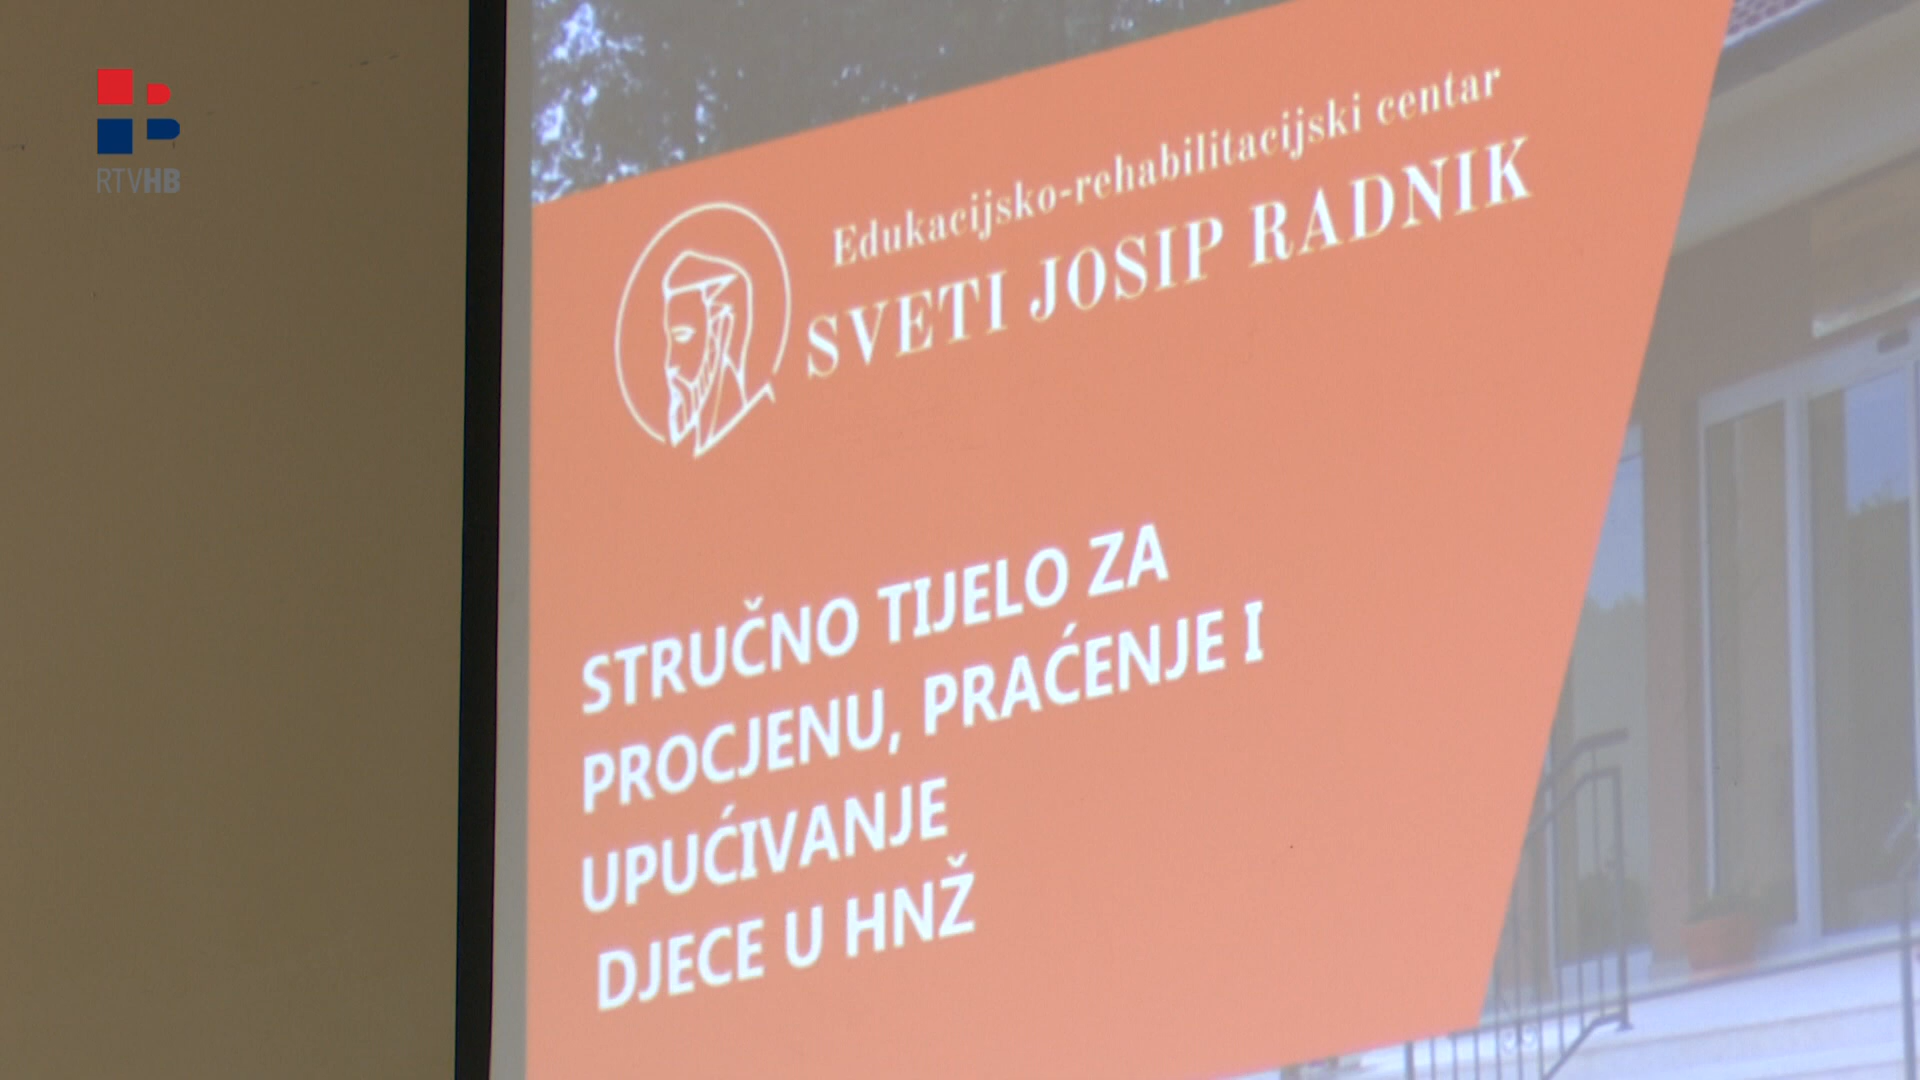 RTVHB
Edukacijsko-rehabilitacijski centar
SVETI JOSIP RADNIK
STRUČNO TIJELO ZA
PROCJENU, PRAĆENJE I
UPUĆIVANJE
DJECE U HNŽ